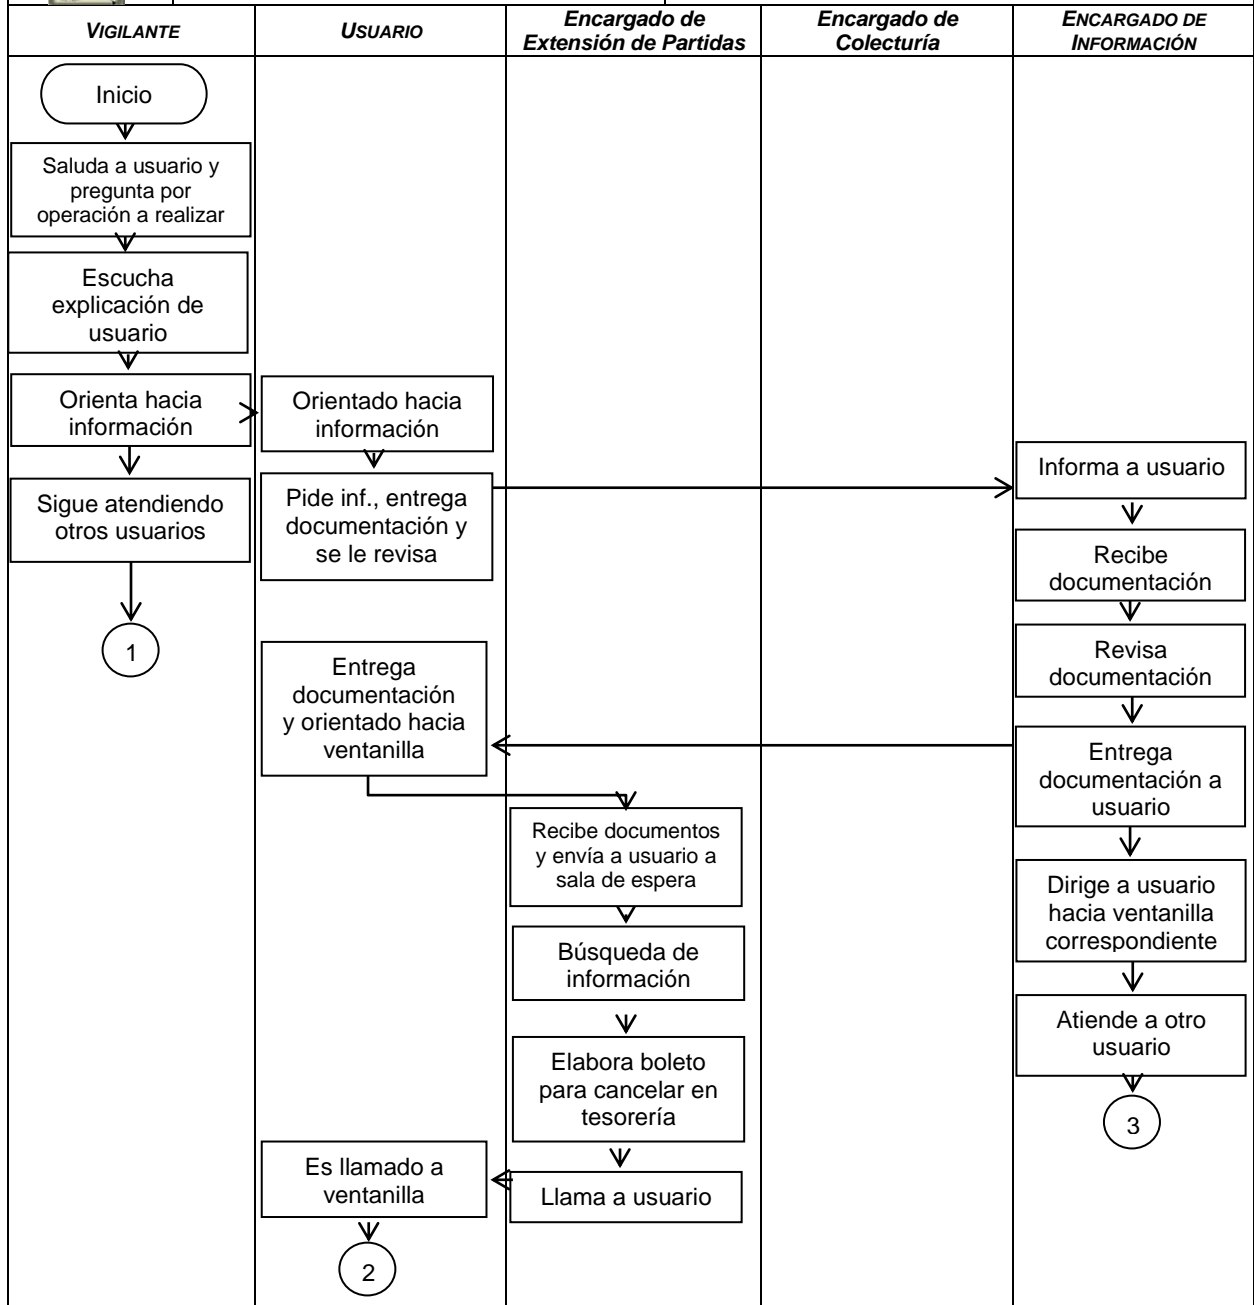 VIGILANTE
USUARIO
Encargado de
Extensión de Partidas
Encargado de
Colecturía
ENCARGADO DE
INFORMACIÓN
Inicio
Saluda a usuario y
pregunta por
operación a realizar
Escucha
explicación de
usuario
Orienta hacia
información
Sigue atendiendo
otros usuarios
1
Orientado hacia
información
Pide inf., entrega
documentación y
se le revisa
Informa a usuario
Recibe
documentación
Revisa
documentación
Entrega
documentación a
usuario
Dirige a usuario
hacia ventanilla
correspondiente
Atiende a otro
usuario
3
Entrega
documentación
y orientado hacia
ventanilla
Recibe documentos
y envía a usuario a
sala de espera
Búsqueda de
información
Elabora boleto
para cancelar en
tesorería
Llama a usuario
Es llamado a
ventanilla
2